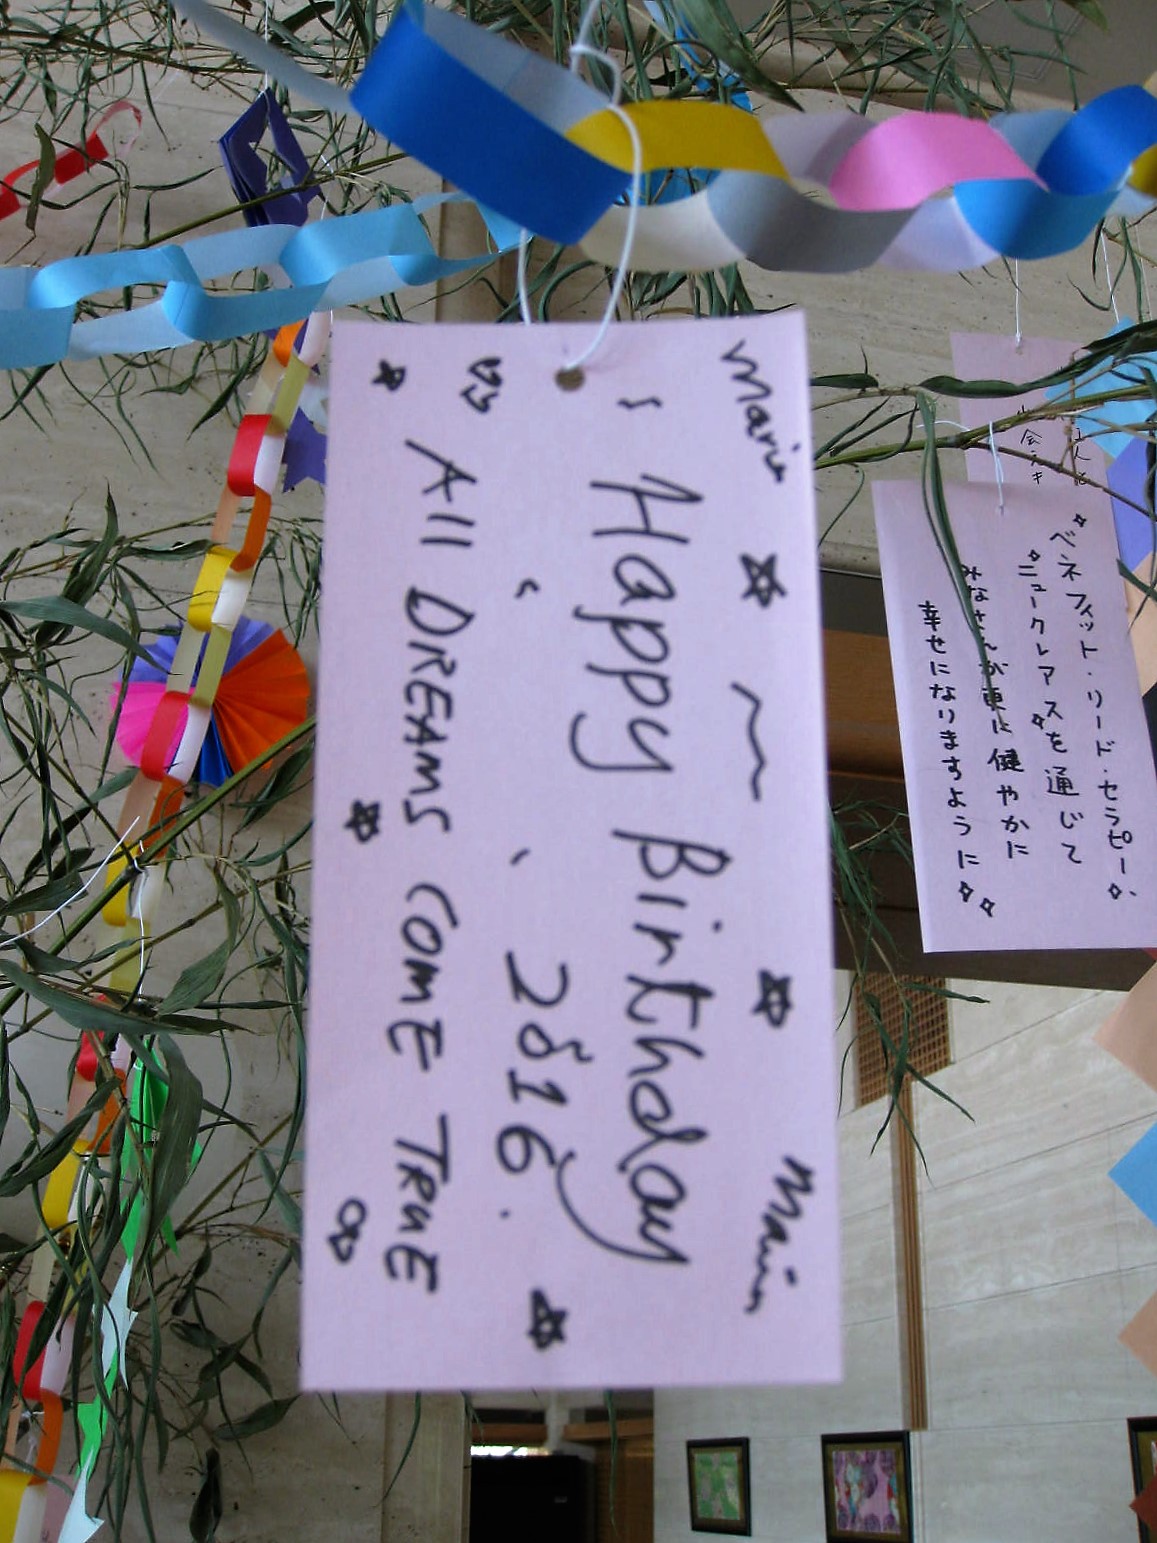 Marie ~ Main
Happy Birthday
2016.
All DREAMS COME TRUE
ベネフィット・リード・セラピー、
ニュークレアスを通じて
みなさんが更に健やかに
幸せになりますように